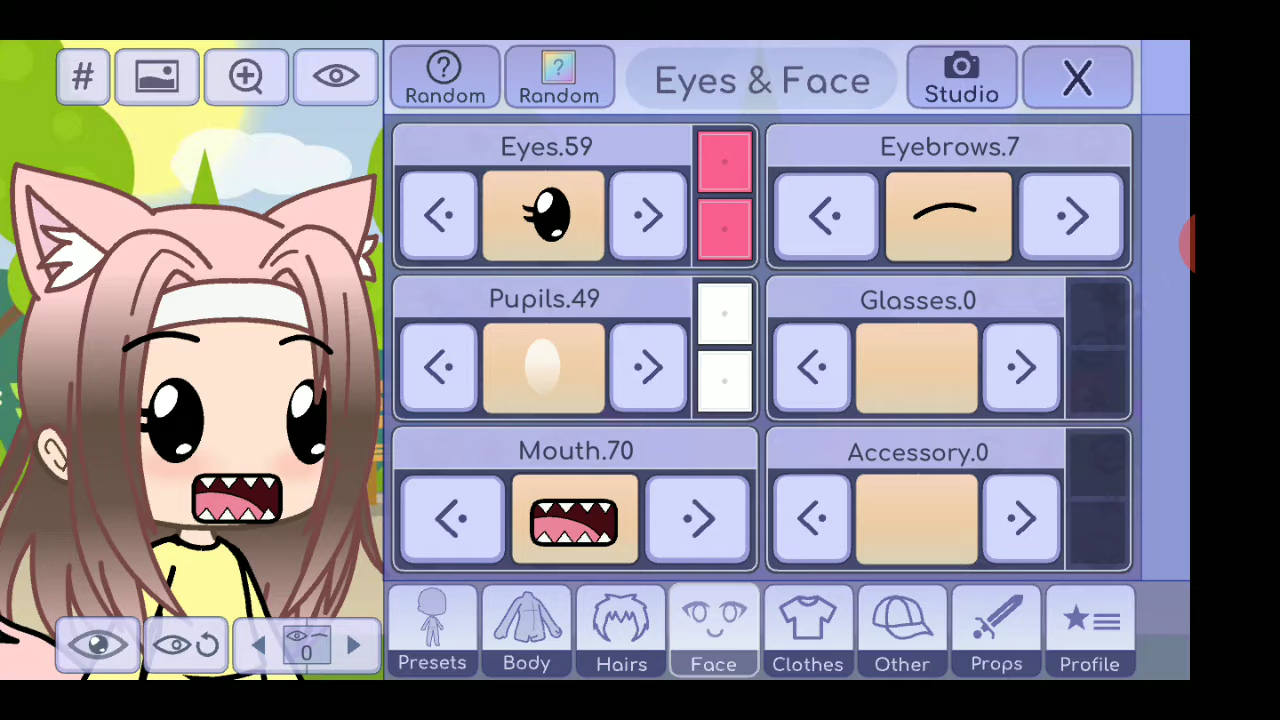 #
?
Random
?
Random
Eyes & Face
Studio
X
Eyes.59
Eyebrows.7
Pupils.49
Glasses.0
Mouth.70
Accessory.0
0
Presets
Body
Hairs
Face
Clothes
Other
Props
Profile